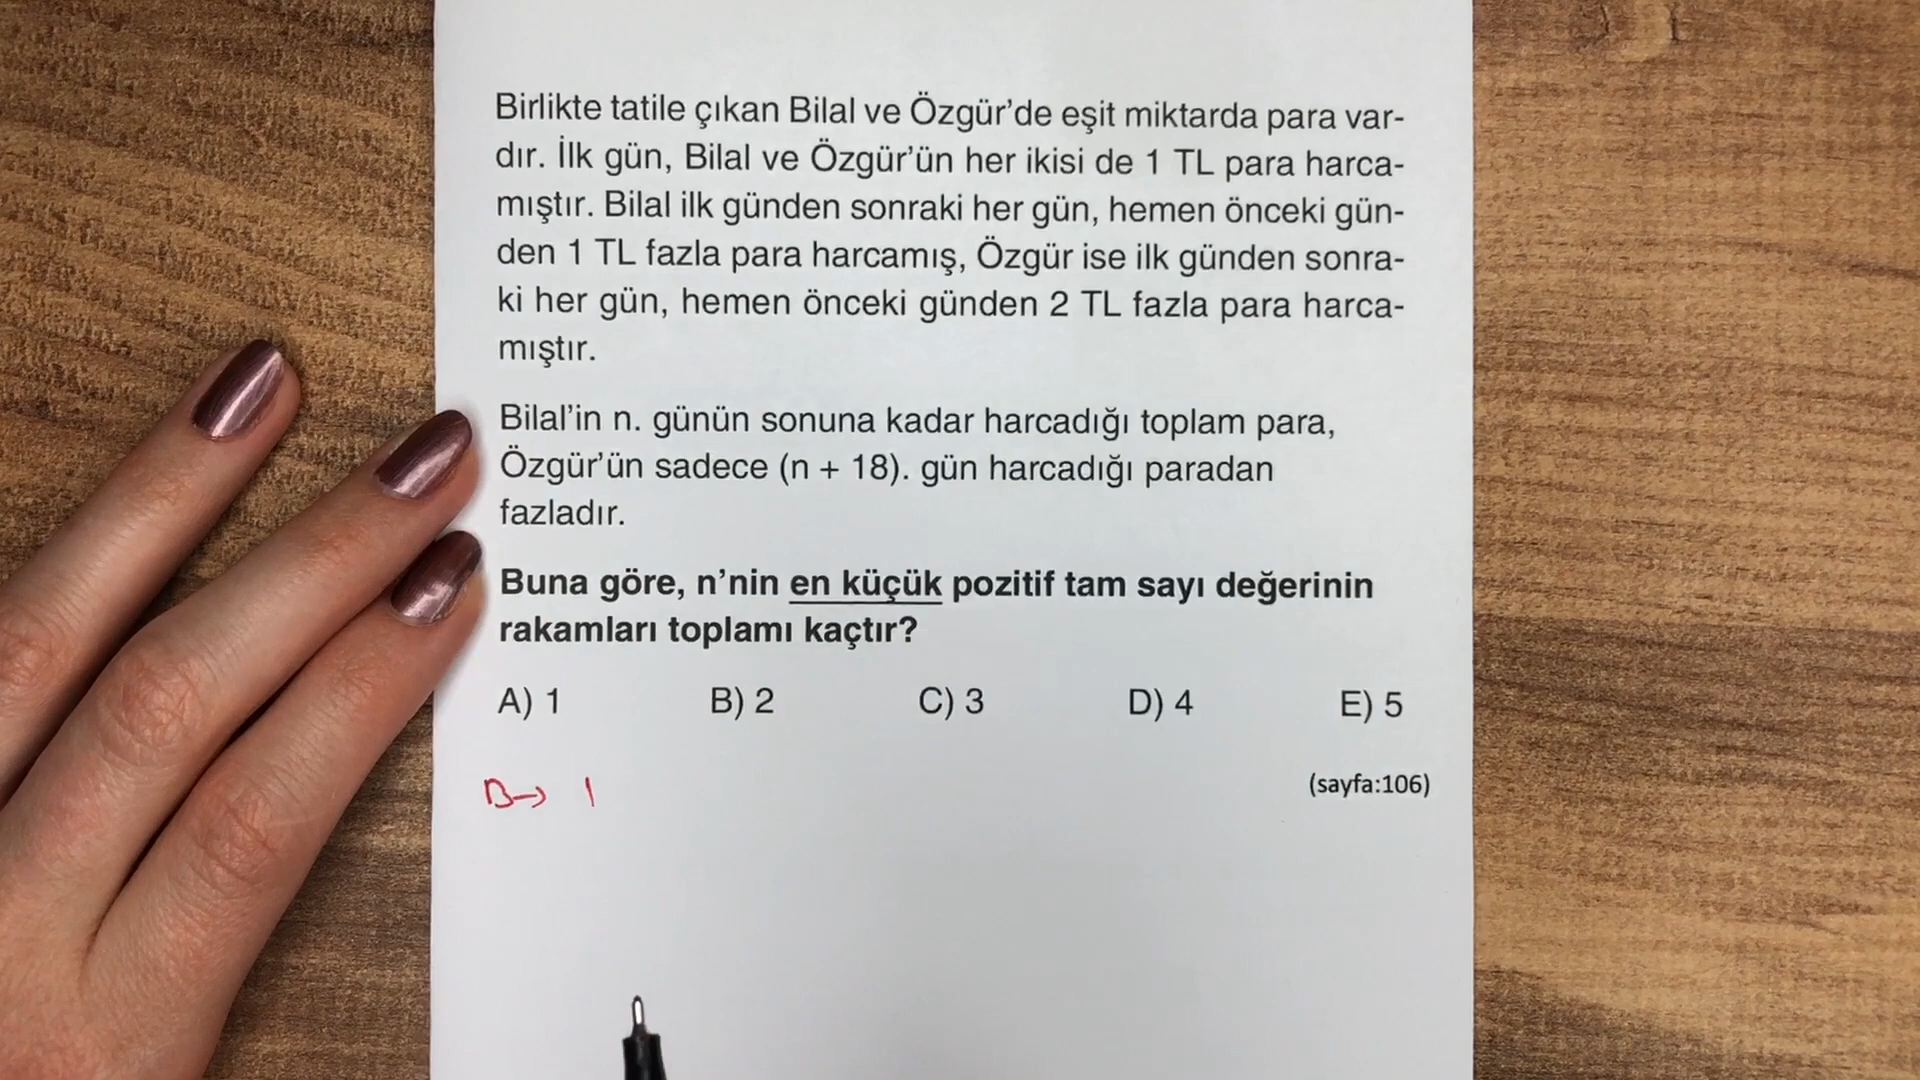 Birlikte tatile çıkan Bilal ve Özgür'de eşit miktarda para var-
dır. İlk gün, Bilal ve Özgür'ün her ikisi de 1 TL para harca-
mıştır. Bilal ilk günden sonraki her gün, hemen önceki gün-
den 1 TL fazla para harcamış, Özgür ise ilk günden sonra-
ki her gün, hemen önceki günden 2 TL fazla para harca-
mıştır.
Bilal'in n. günün sonuna kadar harcadığı toplam para,
Özgür'ün sadece (n + 18). gün harcadığı paradan
fazladır.
Buna göre, n'nin en küçük pozitif tam sayı değerinin
rakamları toplamı kaçtır?
A) 1 B) 2 C) 3 D) 4 E) 5
(sayfa:106)
B→ 1